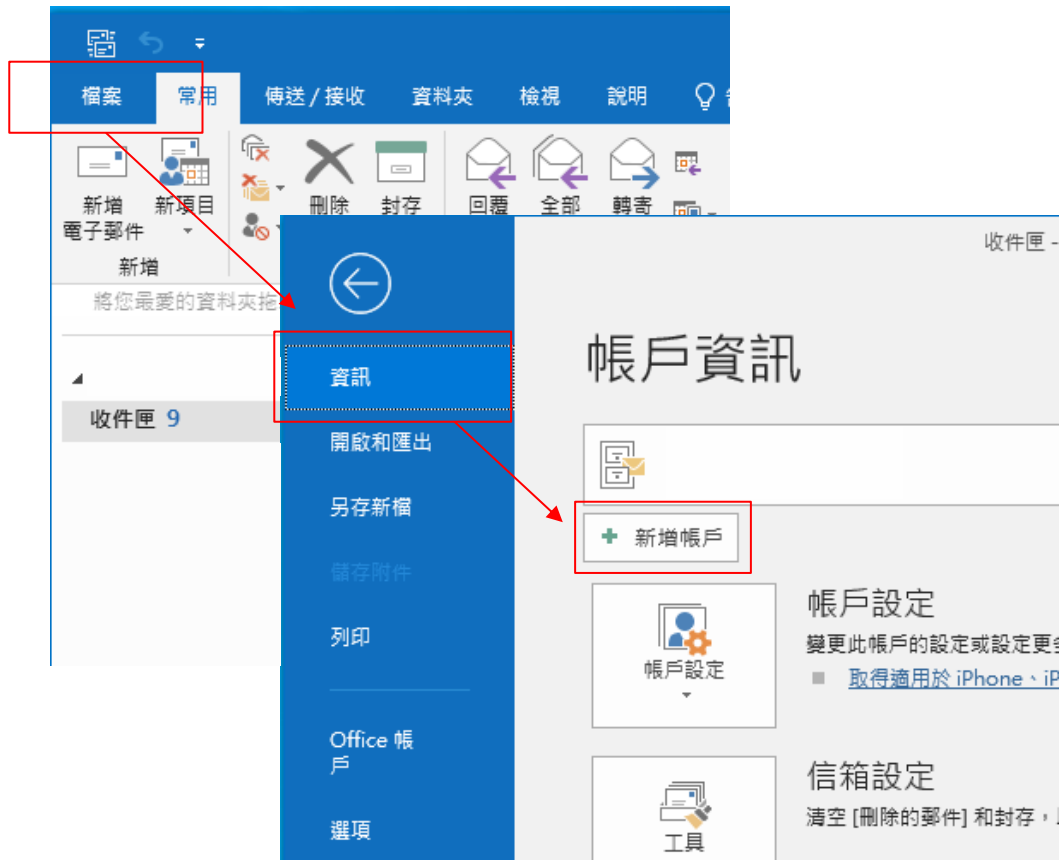 檔案 常用 傳送 / 接收 資料夾 檢視 說明
新增 電子郵件
新項目
刪除 封存 回覆 全部 轉寄
新增
將您最愛的資料夾拖
收件匣 9
收件匣 -
資訊
開啟和匯出
另存新檔
儲存附件
列印
Office 帳
戶
選項
帳戶資訊
新增帳戶
帳戶設定
帳戶設定
變更此帳戶的設定或設定更
取得適用於 iPhone、iP
工具
信箱設定
清空 [刪除的郵件] 和封存，